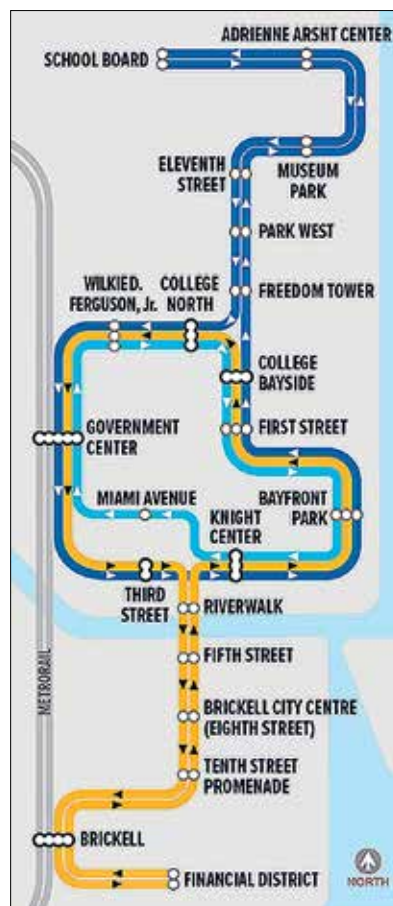 ADRIENNE ARSHT CENTER
SCHOOL BOARD
ELEVENTH
STREET
MUSEUM
PARK
PARK WEST
WILKIE D.
FERGUSON, Jr.
COLLEGE
NORTH
FREEDOM TOWER
COLLEGE
BAYSIDE
GOVERNMENT
CENTER
FIRST STREET
MIAMI AVENUE
KNIGHT
CENTER
BAYFRONT
PARK
THIRD
STREET
RIVERWALK
METRORAIL
FIFTH STREET
BRICKELL CITY CENTRE
(EIGHTH STREET)
TENTH STREET
PROMENADE
BRICKELL
FINANCIAL DISTRICT
NORTH